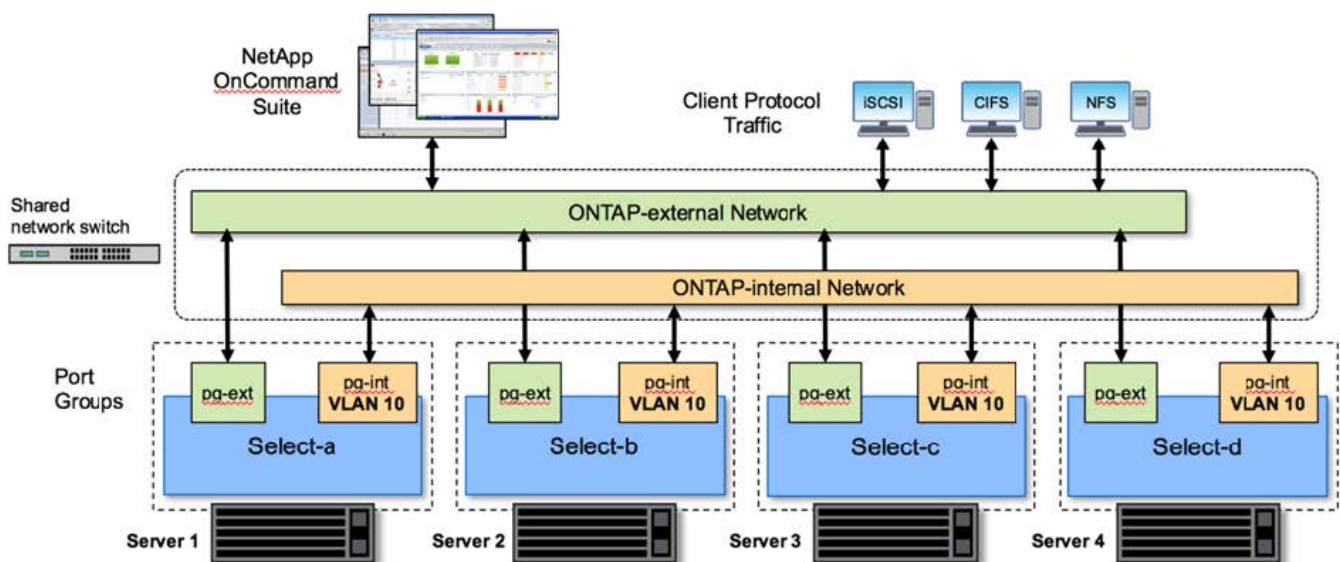 NetApp
OnCommand
Suite
Client Protocol
Traffic
iSCSI
CIFS
NFS
Shared
network switch
ONTAP-external Network
ONTAP-internal Network
Port
Groups
pg-ext
pg-int
VLAN 10
Select-a
pg-ext
pg-int
VLAN 10
Select-b
pg-ext
pg-int
VLAN 10
Select-c
pg-ext
pg-int
VLAN 10
Select-d
Server 1
Server 2
Server 3
Server 4